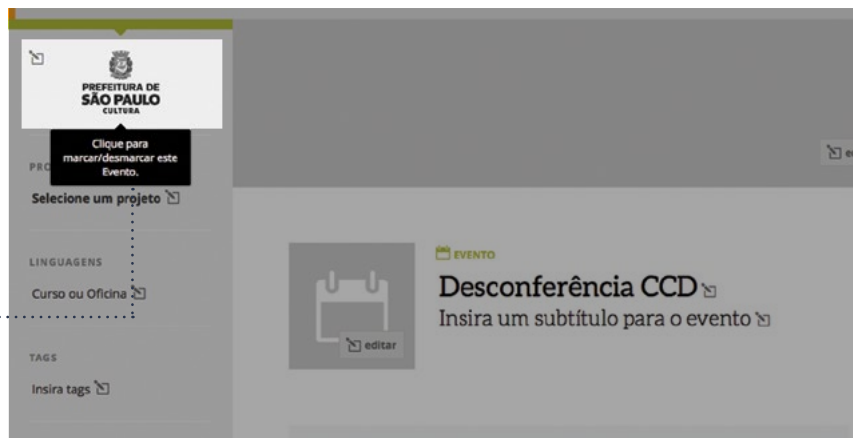 PREFEITURA DE
SÃO PAULO
CULTURA
Clique para
marcar/desmarcar este
Evento.
PRO
Selecione um projeto
LINGUAGENS
Curso ou Oficina
TAGS
Insira tags
EVENTO
Desconferência CCD
Insira um subtítulo para o evento
editar